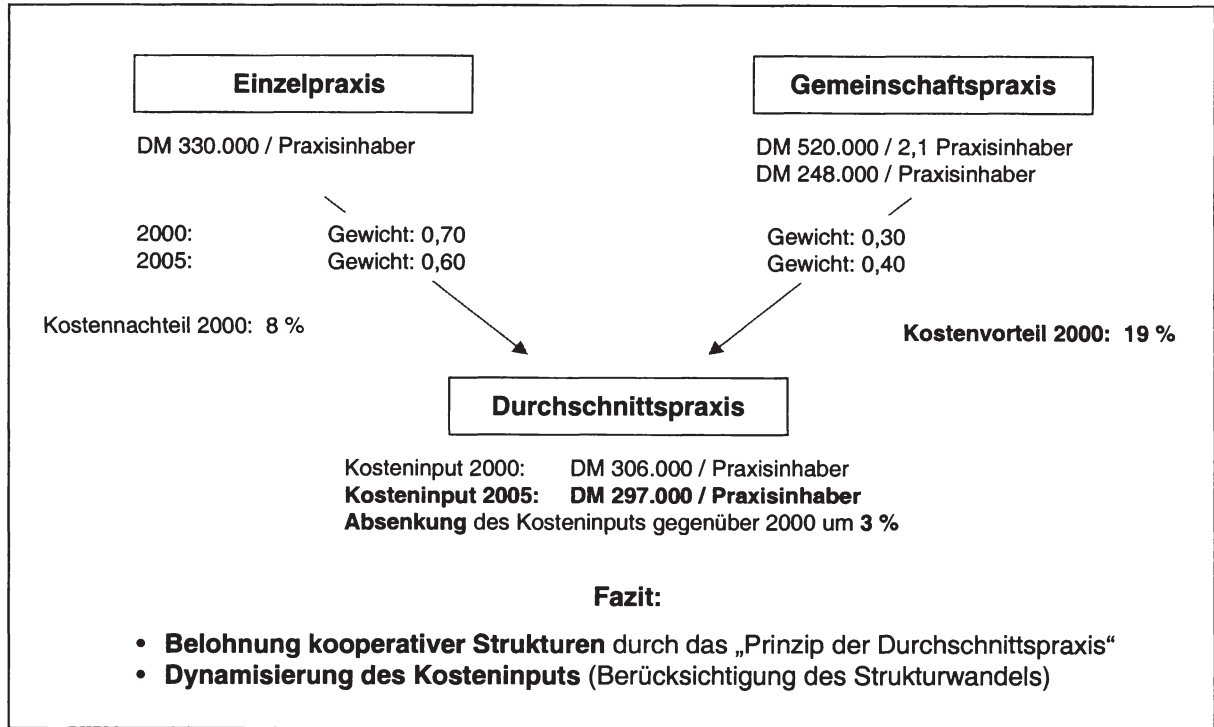 Einzelpraxis
Gemeinschaftspraxis
DM 330.000 / Praxisinhaber
DM 520.000 / 2,1 Praxisinhaber
DM 248.000 / Praxisinhaber
2000: Gewicht: 0,70
2005: Gewicht: 0,60
Gewicht: 0,30
Gewicht: 0,40
Kostennachteil 2000: 8 %
Kostenvorteil 2000: 19 %
Durchschnittspraxis
Kosteninput 2000: DM 306.000 / Praxisinhaber
Kosteninput 2005: DM 297.000 / Praxisinhaber
Absenkung des Kosteninputs gegenüber 2000 um 3 %
Fazit:
• Belohnung kooperativer Strukturen durch das „Prinzip der Durchschnittspraxis“
• Dynamisierung des Kosteninputs (Berücksichtigung des Strukturwandels)